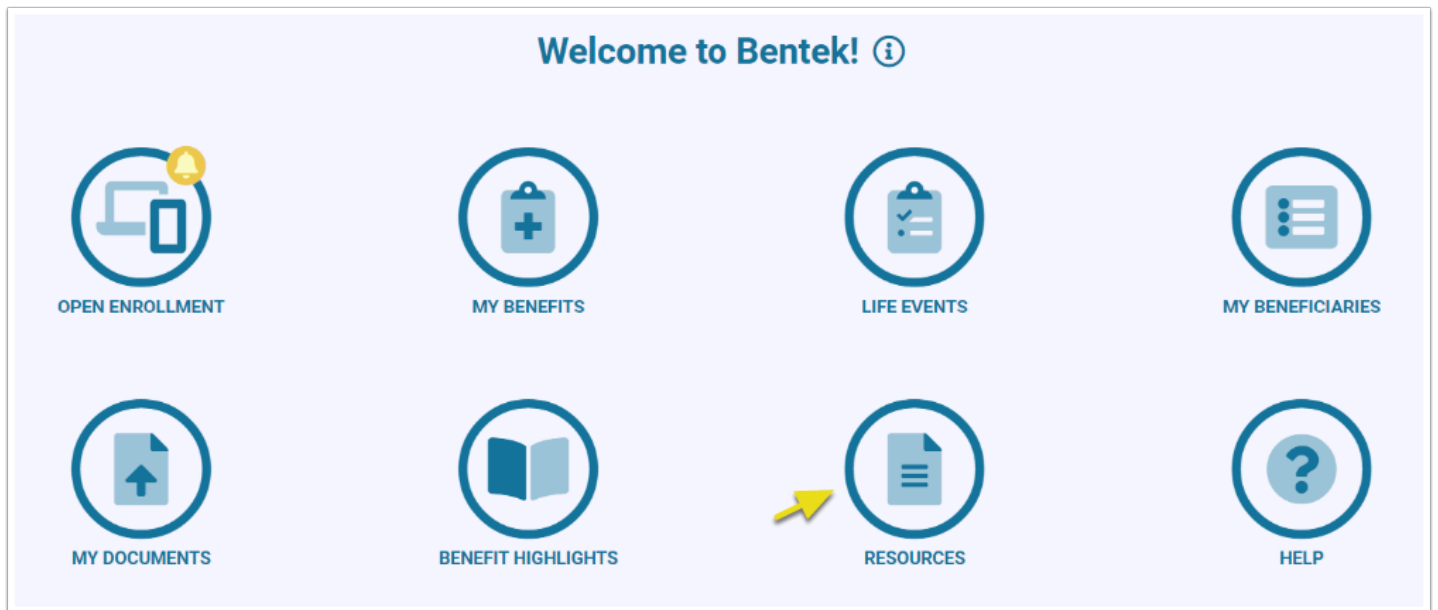 Welcome to Bentek!
OPEN ENROLLMENT
MY BENEFITS
LIFE EVENTS
MY BENEFICIARIES
MY DOCUMENTS
BENEFIT HIGHLIGHTS
RESOURCES
HELP